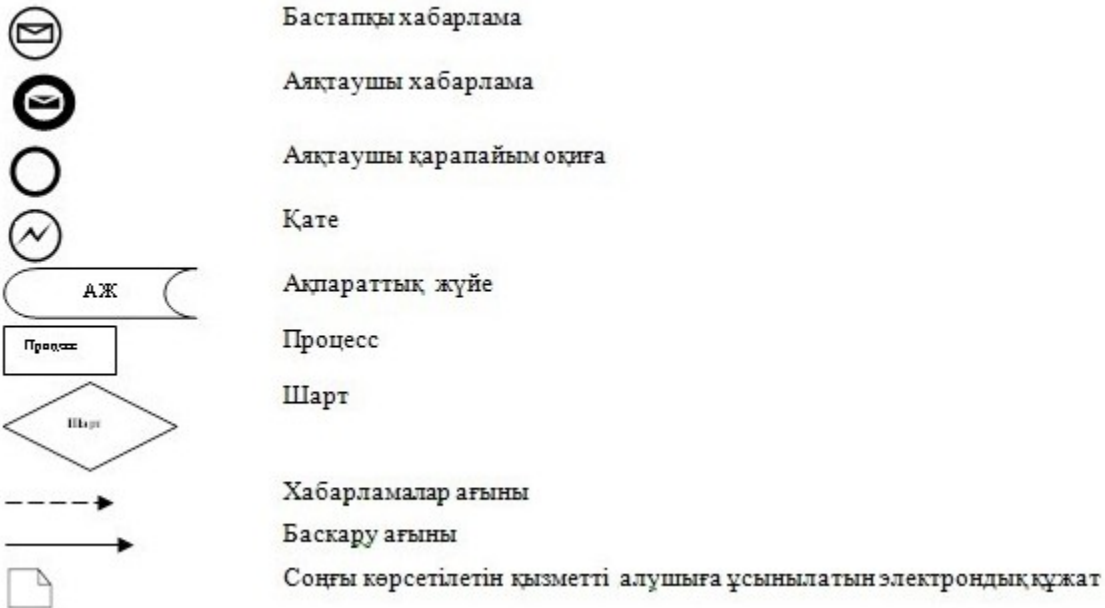 Бастапқы хабарлама
Аяқтаушы хабарлама
Аяқтаушы қарапайым оқиға
Қате
АЖ Ақпараттық жүйе
Процесс Процесс
Шарт
Шарт
Хабарламалар ағыны
Баскару ағыны
Соңғы көрсетілетін қызметті алушыға ұсынылатын электрондық құжат